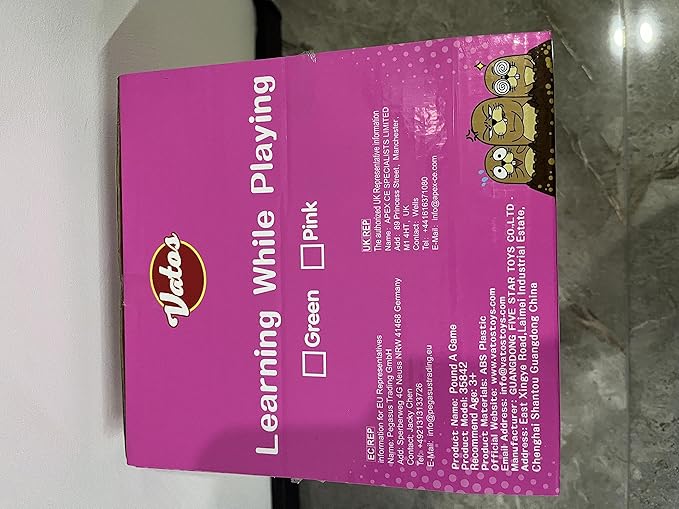 Vatos
Learning While Playing
Green Pink
EC REP
information for EU Representatives
Name: Pegasus Trading GmbH
Add: Sperberweg 4G Neuss NRW 41468 Germany
Contact: Jacky Chen
Tel: +4921313133726
E-Mail: info@pegasustrading.eu
UK REP
The authorized UK Representative information
Name : APEX CE SPECIALISTS LIMITED
Add : 89 Princess Street , Manchester ,
M1 4HT , UK
Contact : Wells
Tel : +441616371080
E-Mail : info@apex-ce.com
Product Name: Pound A Game
Product Model: 35842
Recommend Age: 3+
Product Materials: ABS Plastic
Official Website: www.vatostoys.com
Email Address: info@vatostoys.com
Manufacturer: GUANGDONG FIVE STAR TOYS CO.,LTD .
Address: East Xingye Road,Laimei Industrial Estate,
Chenghai Shantou Guangdong China